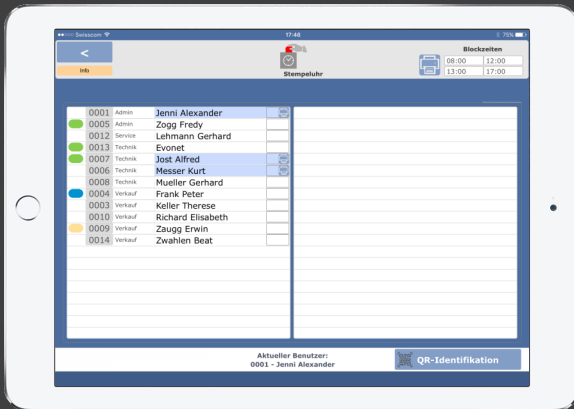 Swisscom
17:46
75%
<
Info
Stempeluhr
Blockzeiten
08:00 12:00
13:00 17:00
0001 Admin Jenni Alexander
0005 Admin Zogg Fredy
0012 Service Lehmann Gerhard
0013 Technik Evonet
0007 Technik Jost Alfred
0006 Technik Messer Kurt
0008 Technik Mueller Gerhard
0004 Verkauf Frank Peter
0003 Verkauf Keller Therese
0010 Verkauf Richard Elisabeth
0009 Verkauf Zaugg Erwin
0014 Verkauf Zwahlen Beat
Aktueller Benutzer:
0001 - Jenni Alexander
QR-Identifikation